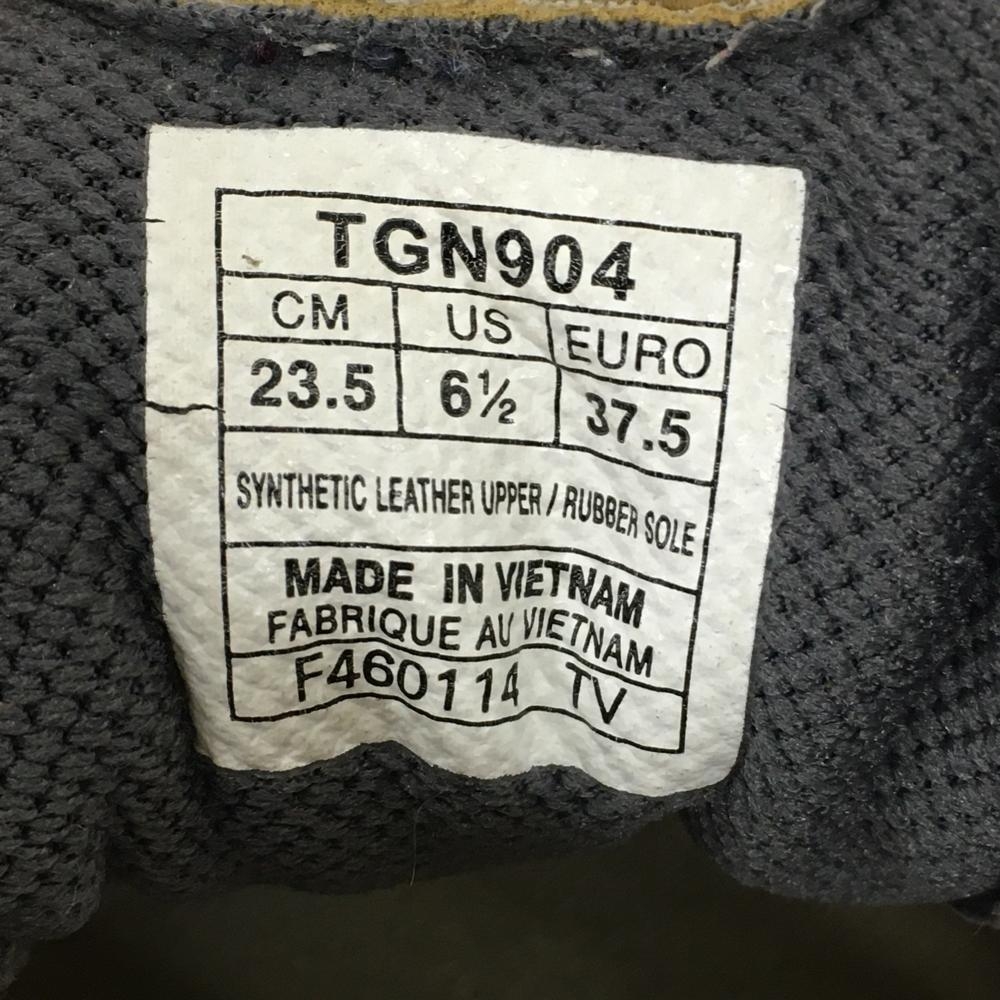 TGN904
CM US EURO
23.5 6½ 37.5
SYNTHETIC LEATHER UPPER / RUBBER SOLE
MADE IN VIETNAM
FABRIQUE AU VIETNAM
F460114 TV